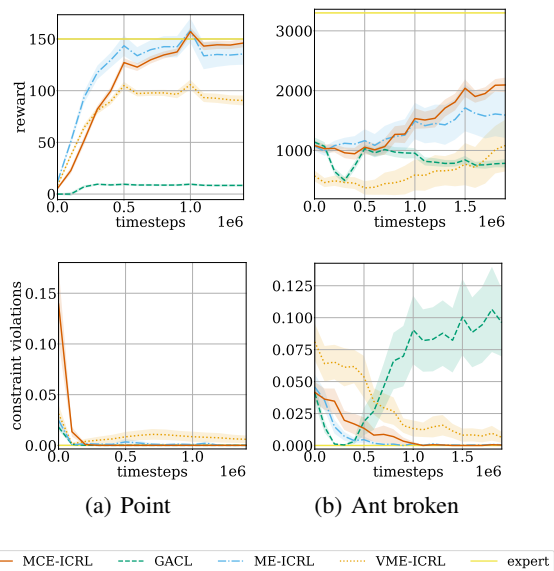 150
100
50
0
reward
0.0 0.5 1.0
timesteps 1e6
3000
2000
1000
0.0 0.5 1.0 1.5
timesteps 1e6
0.15
0.10
0.05
0.00
constraint violations
0.0 0.5 1.0
timesteps 1e6
0.125
0.100
0.075
0.050
0.025
0.000
0.0 0.5 1.0 1.5
timesteps 1e6
(a) Point (b) Ant broken
MCE-ICRL GACL ME-ICRL VME-ICRL expert